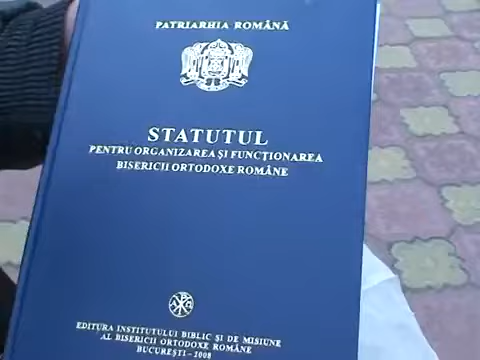 PATRIARHIA ROMÂNĂ
STATUTUL
PENTRU ORGANIZAREA ȘI FUNCȚIONAREA
BISERICII ORTODOXE ROMÂNE
EDITURA INSTITUTULUI BIBLIC ȘI DE MISIUNE
AL BISERICII ORTODOXE ROMÂNE
BUCUREȘTI - 2008